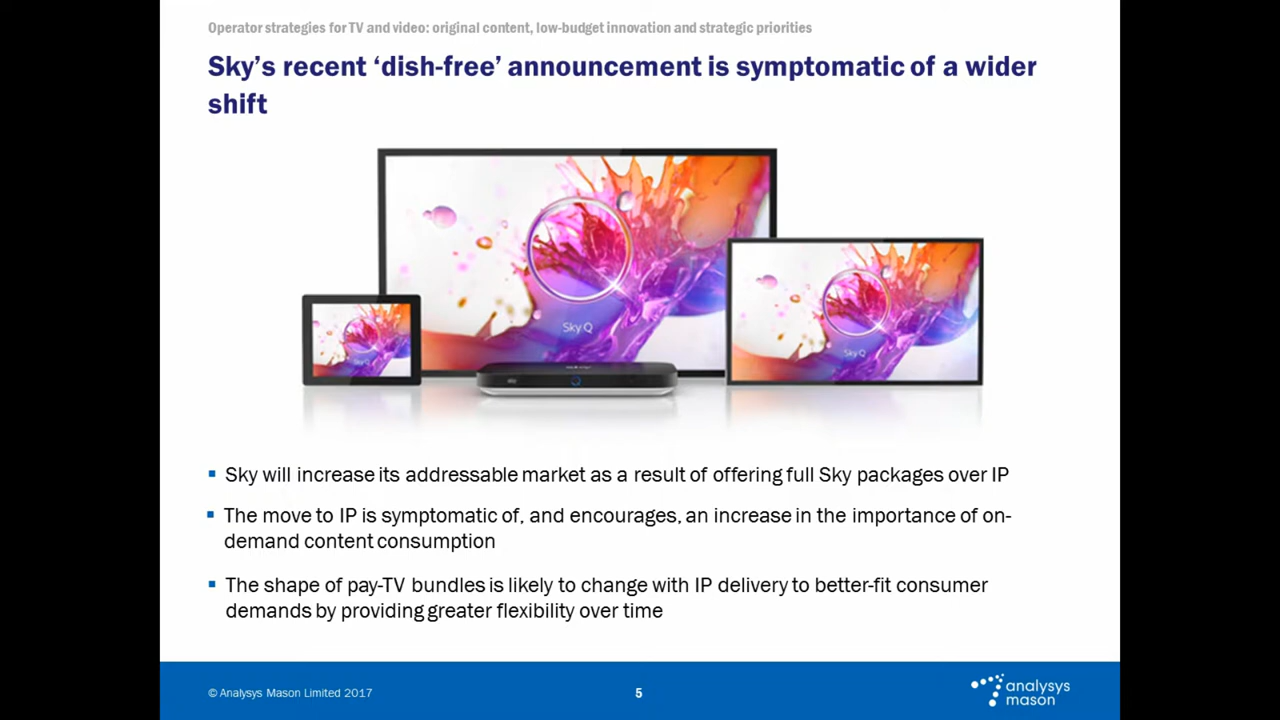 Operator strategies for TV and video: original content, low-budget innovation and strategic priorities
Sky’s recent ‘dish-free’ announcement is symptomatic of a wider
shift
Sky Q
Sky Q
Sky Q
sky
▪ Sky will increase its addressable market as a result of offering full Sky packages over IP
▪ The move to IP is symptomatic of, and encourages, an increase in the importance of on-
demand content consumption
▪ The shape of pay-TV bundles is likely to change with IP delivery to better-fit consumer
demands by providing greater flexibility over time
© Analysys Mason Limited 2017
5
analysys
mason